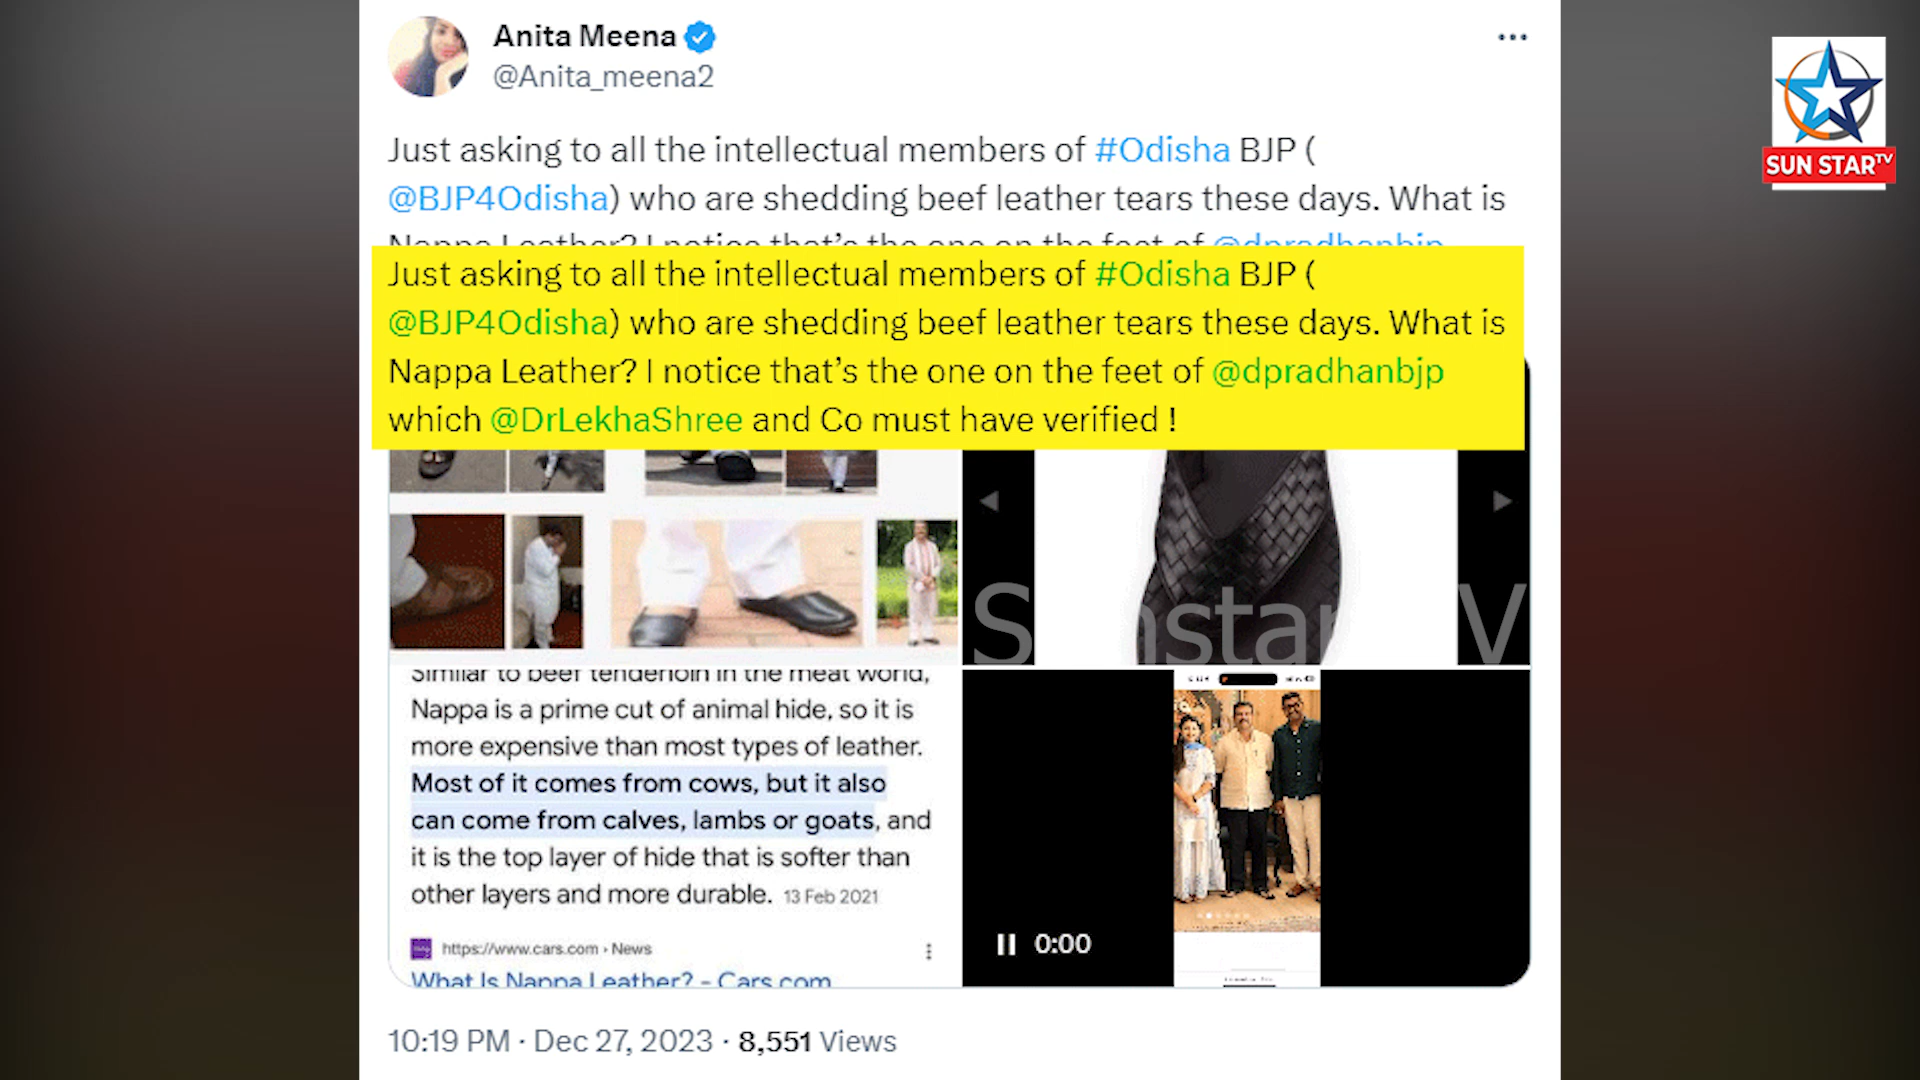 Anita Meena
@Anita_meena2
Just asking to all the intellectual members of #Odisha BJP (
@BJP4Odisha) who are shedding beef leather tears these days. What is
Nappa Leather? I notice that's the one on the feet of @dpradhanbjp
Just asking to all the intellectual members of #Odisha BJP (
@BJP4Odisha) who are shedding beef leather tears these days. What is
Nappa Leather? I notice that's the one on the feet of @dpradhanbjp
which @DrLekhaShree and Co must have verified !
Similar to beef tenderloin in the meat world,
Nappa is a prime cut of animal hide, so it is
more expensive than most types of leather.
Most of it comes from cows, but it also
can come from calves, lambs or goats, and
it is the top layer of hide that is softer than
other layers and more durable. 13 Feb 2021
https://www.cars.com › News
What Is Nappa Leather? - Cars.com
0:00
10:19 PM · Dec 27, 2023 · 8,551 Views
SUN STAR TV